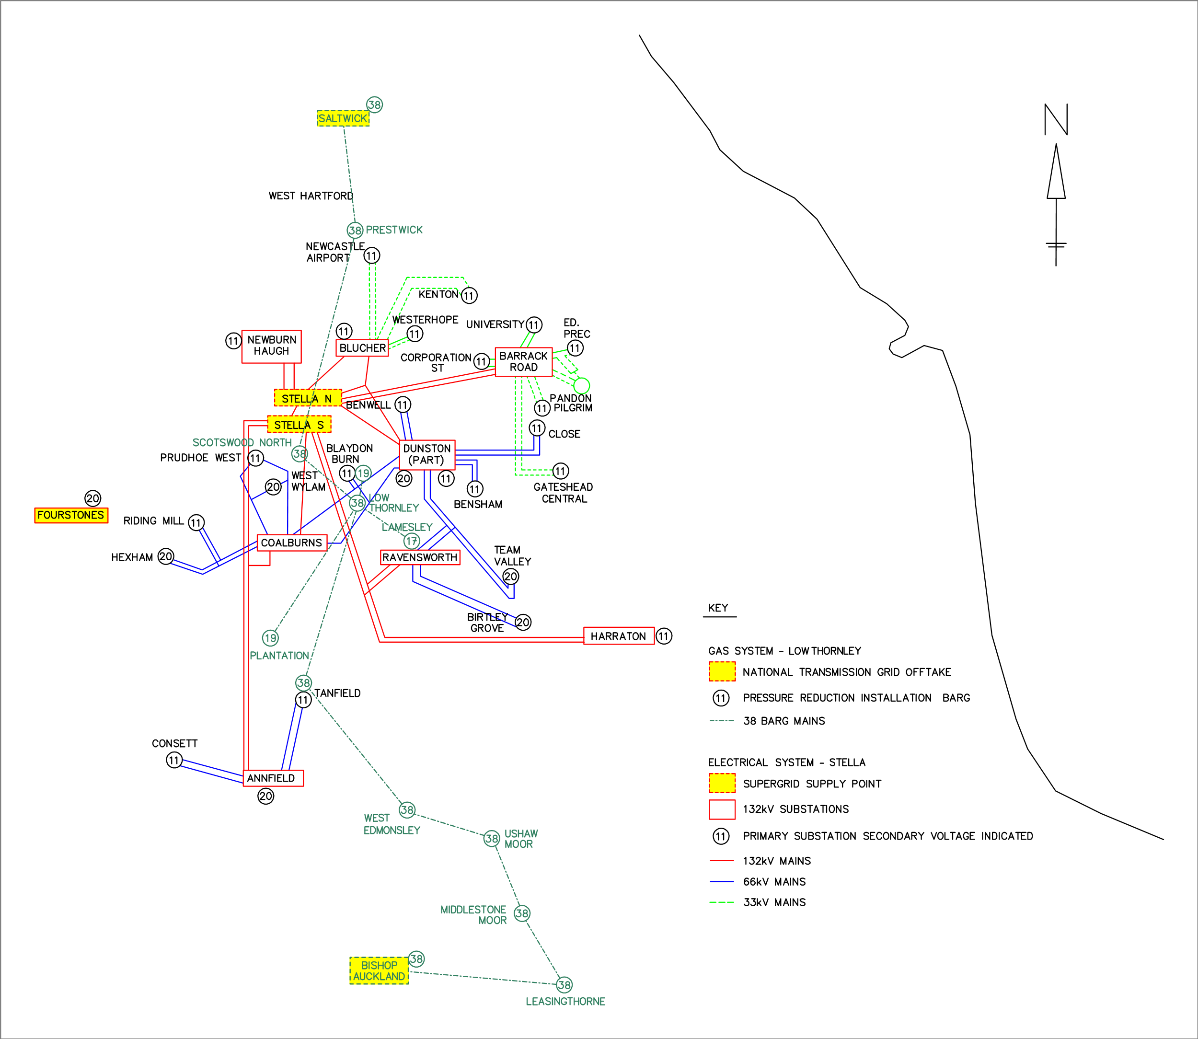 38
SALTWICK
N
WEST HARTFORD
38 PRESTWICK
NEWCASTLE
AIRPORT
11
KENTON 11
WESTERHOPE
11
UNIVERSITY 11
ED.
PREC
11
11
NEWBURN
HAUGH
11
BLUCHER
CORPORATION
ST
11
BARRACK
ROAD
STELLA N
BENWELL 11
PANDON
PILGRIM
11
STELLA S
SCOTSWOOD NORTH
38
CLOSE
11
PRUDHOE WEST 11
BLAYDON
BURN
11
19
DUNSTON
(PART)
20
11
WEST
WYLAM
20
11
BENSHAM
11
GATESHEAD
CENTRAL
20
FOURSTONES
38
LOW
THORNLEY
RIDING MILL 11
LAMESLEY
17
HEXHAM 20
COALBURNS
RAVENSWORTH
TEAM
VALLEY
20
BIRTLEY
GROVE
20
19
PLANTATION
HARRATON 11
38
11
TANFIELD
CONSETT
11
ANNFIELD
20
38
WEST
EDMONSLEY
38
USHAW
MOOR
MIDDLESTONE
MOOR
38
BISHOP
AUCKLAND
38
38
LEASINGTHORNE
KEY
GAS SYSTEM - LOW THORNLEY
NATIONAL TRANSMISSION GRID OFFTAKE
11 PRESSURE REDUCTION INSTALLATION BARG
38 BARG MAINS
ELECTRICAL SYSTEM - STELLA
SUPERGRID SUPPLY POINT
132kV SUBSTATIONS
11 PRIMARY SUBSTATION SECONDARY VOLTAGE INDICATED
132kV MAINS
66kV MAINS
33kV MAINS